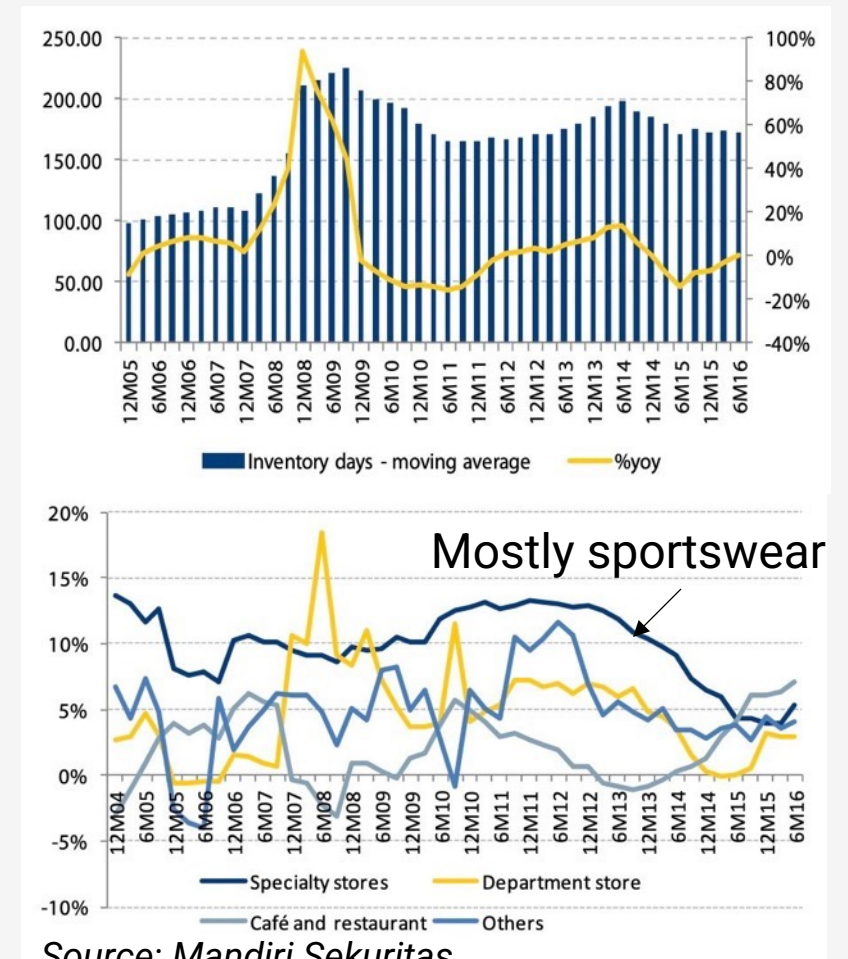 250.00 100%
80%
200.00
60%
150.00 40%
20%
100.00
0%
50.00
-20%
0.00 -40%
12M05 6M06 12M06 6M07 12M07 6M08 12M08 6M09 12M09 6M10 12M10 6M11 12M11 6M12 12M12 6M13 12M13 6M14 12M14 6M15 12M15 6M16
Inventory days - moving average %yoy
20%
Mostly sportswear
15%
10%
5%
0%
12M04 6M05 12M05 6M06 12M06 6M07 12M07 6M08 12M08 6M09 12M09 6M10 12M10 6M11 12M11 6M12 12M12 6M13 12M13 6M14 12M14 6M15 12M15 6M16
-5%
Specialty stores Department store
-10%
Café and restaurant Others
Source: Mandiri Sekuritas